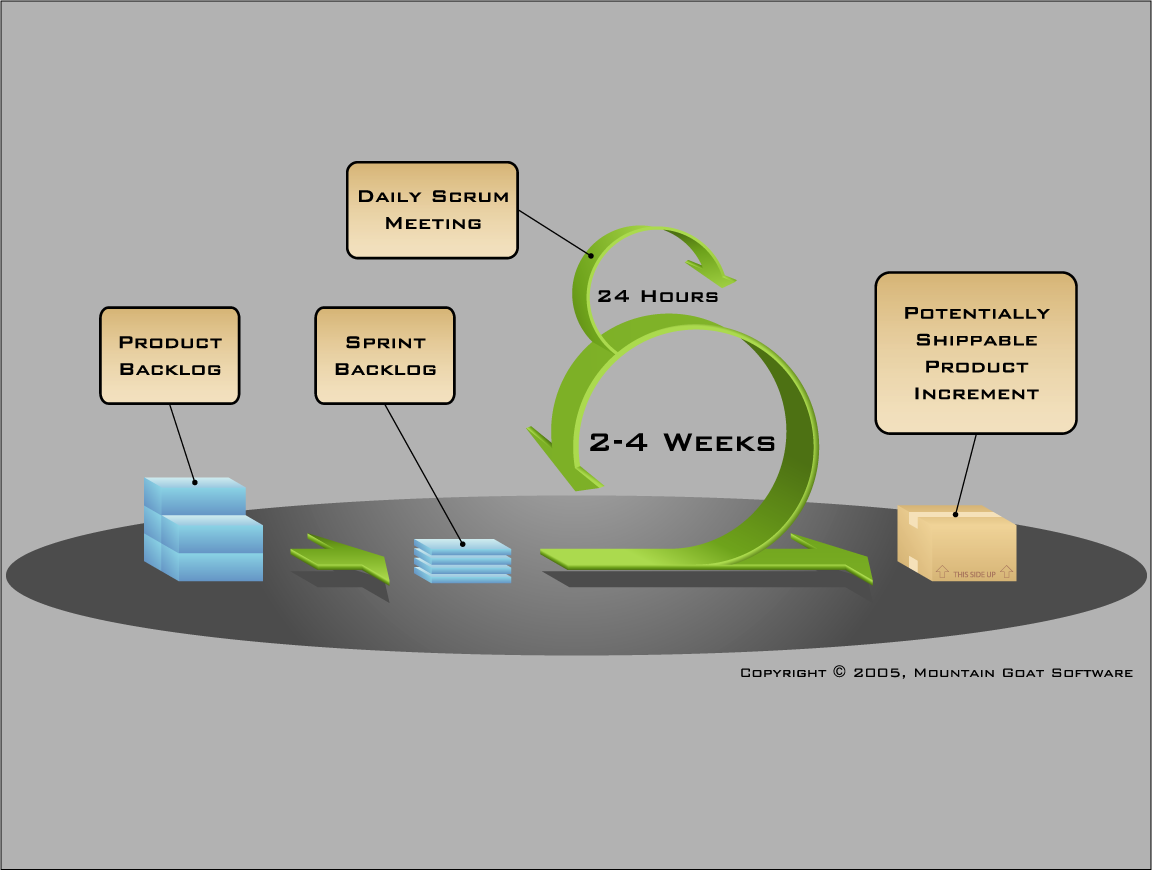 Daily Scrum
Meeting
24 Hours
Product
Backlog
Sprint
Backlog
Potentially
Shippable
Product
Increment
2-4 Weeks
THIS SIDE UP
Copyright © 2005, Mountain Goat Software